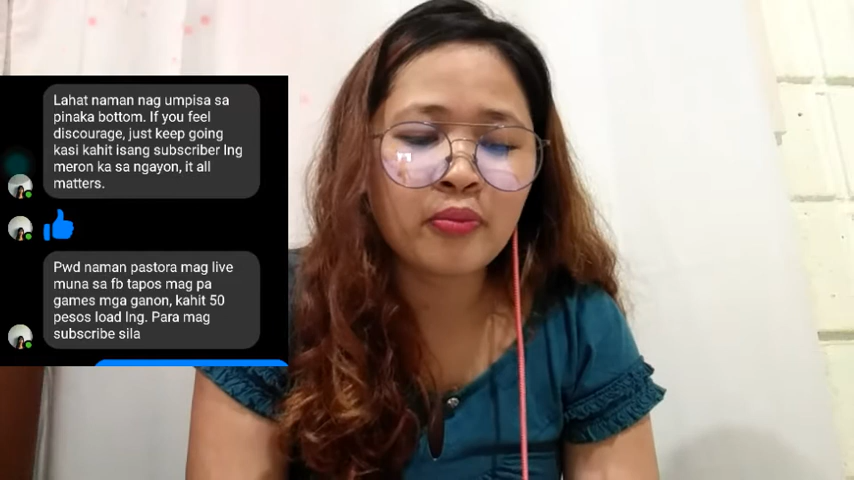 Lahat naman nag umpisa sa
pinaka bottom. If you feel
discourage, just keep going
kasi kahit isang subscriber lng
meron ka sa ngayon, it all
matters.
Pwd naman pastora mag live
muna sa fb tapos mag pa
games mga ganon, kahit 50
pesos load lng. Para mag
subscribe sila